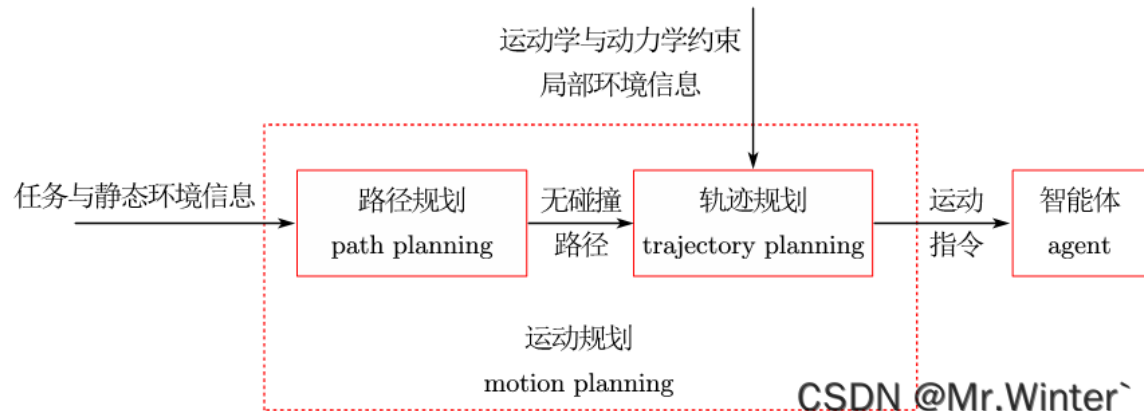 运动学与动力学约束
局部环境信息
任务与静态环境信息
路径规划
path planning
无碰撞
路径
轨迹规划
trajectory planning
运动
指令
智能体
agent
运动规划
motion planning
CSDN @Mr.Winter`